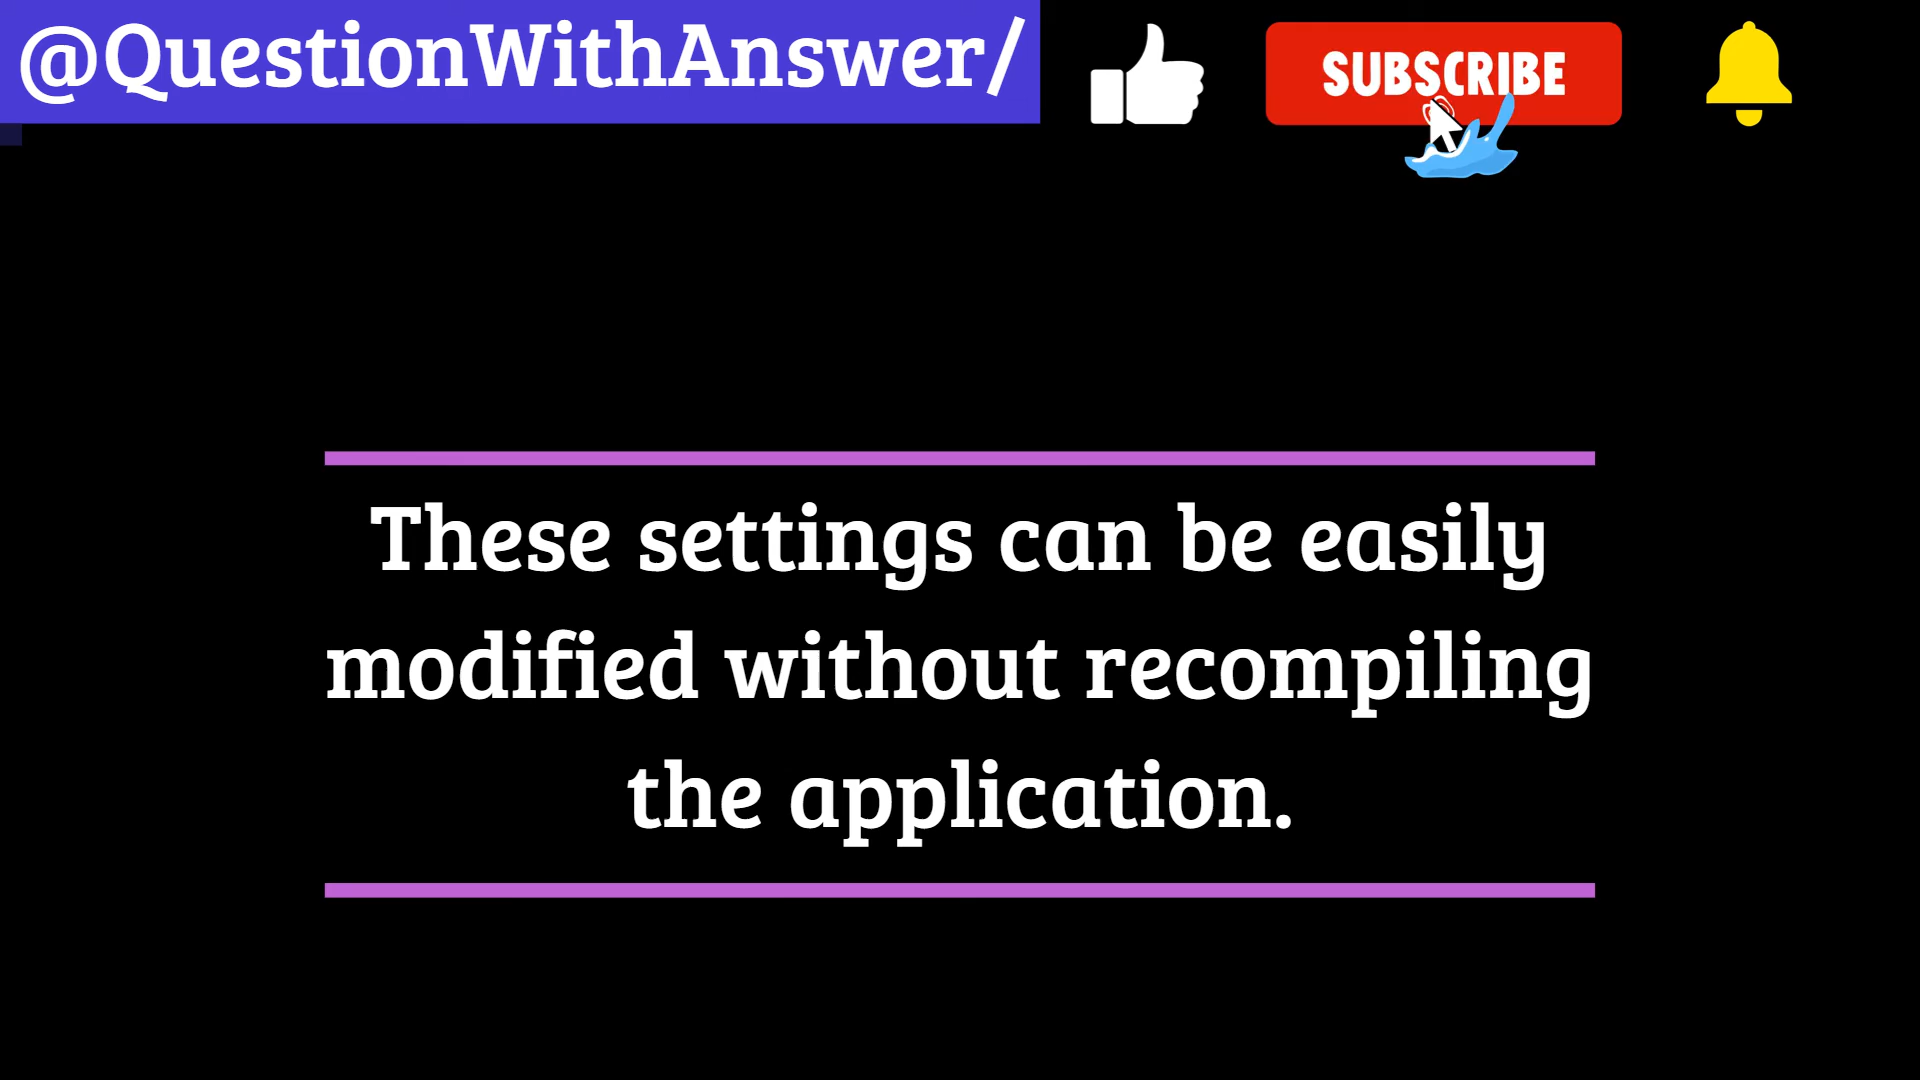 @QuestionWithAnswer/
SUBSCRIBE
These settings can be easily
modified without recompiling
the application.